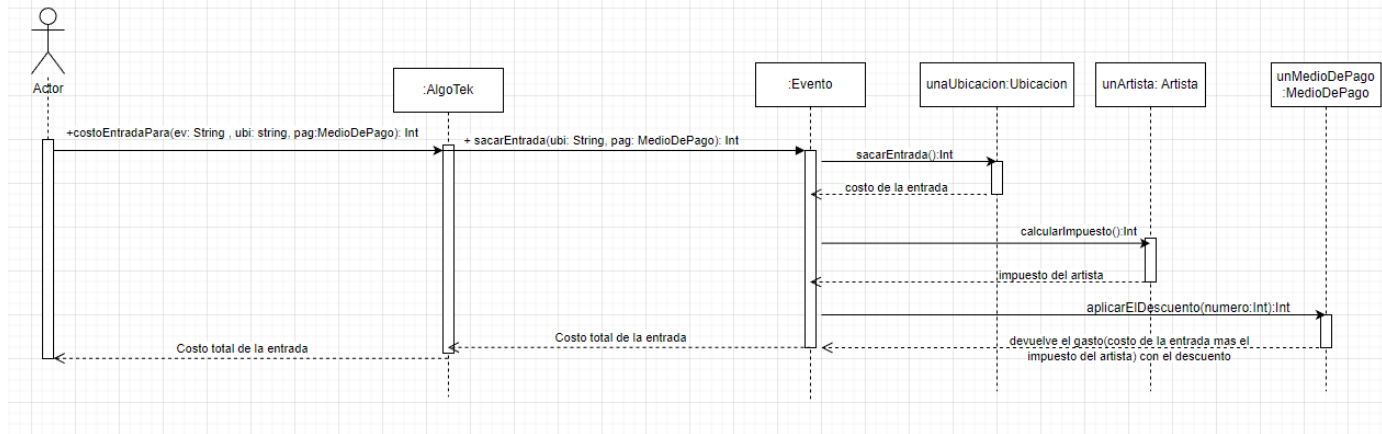 Actor
:AlgoTek
:Evento
unaUbicacion:Ubicacion
unArtista: Artista
unMedioDePago
:MedioDePago
+costoEntradaPara(ev: String , ubi: string, pag:MedioDePago): Int
+ sacarEntrada(ubi: String, pag: MedioDePago): Int
sacarEntrada():Int
costo de la entrada
calcularImpuesto():Int
impuesto del artista
aplicarElDescuento(numero:Int):Int
devuelve el gasto(costo de la entrada mas el
impuesto del artista) con el descuento
Costo total de la entrada
Costo total de la entrada